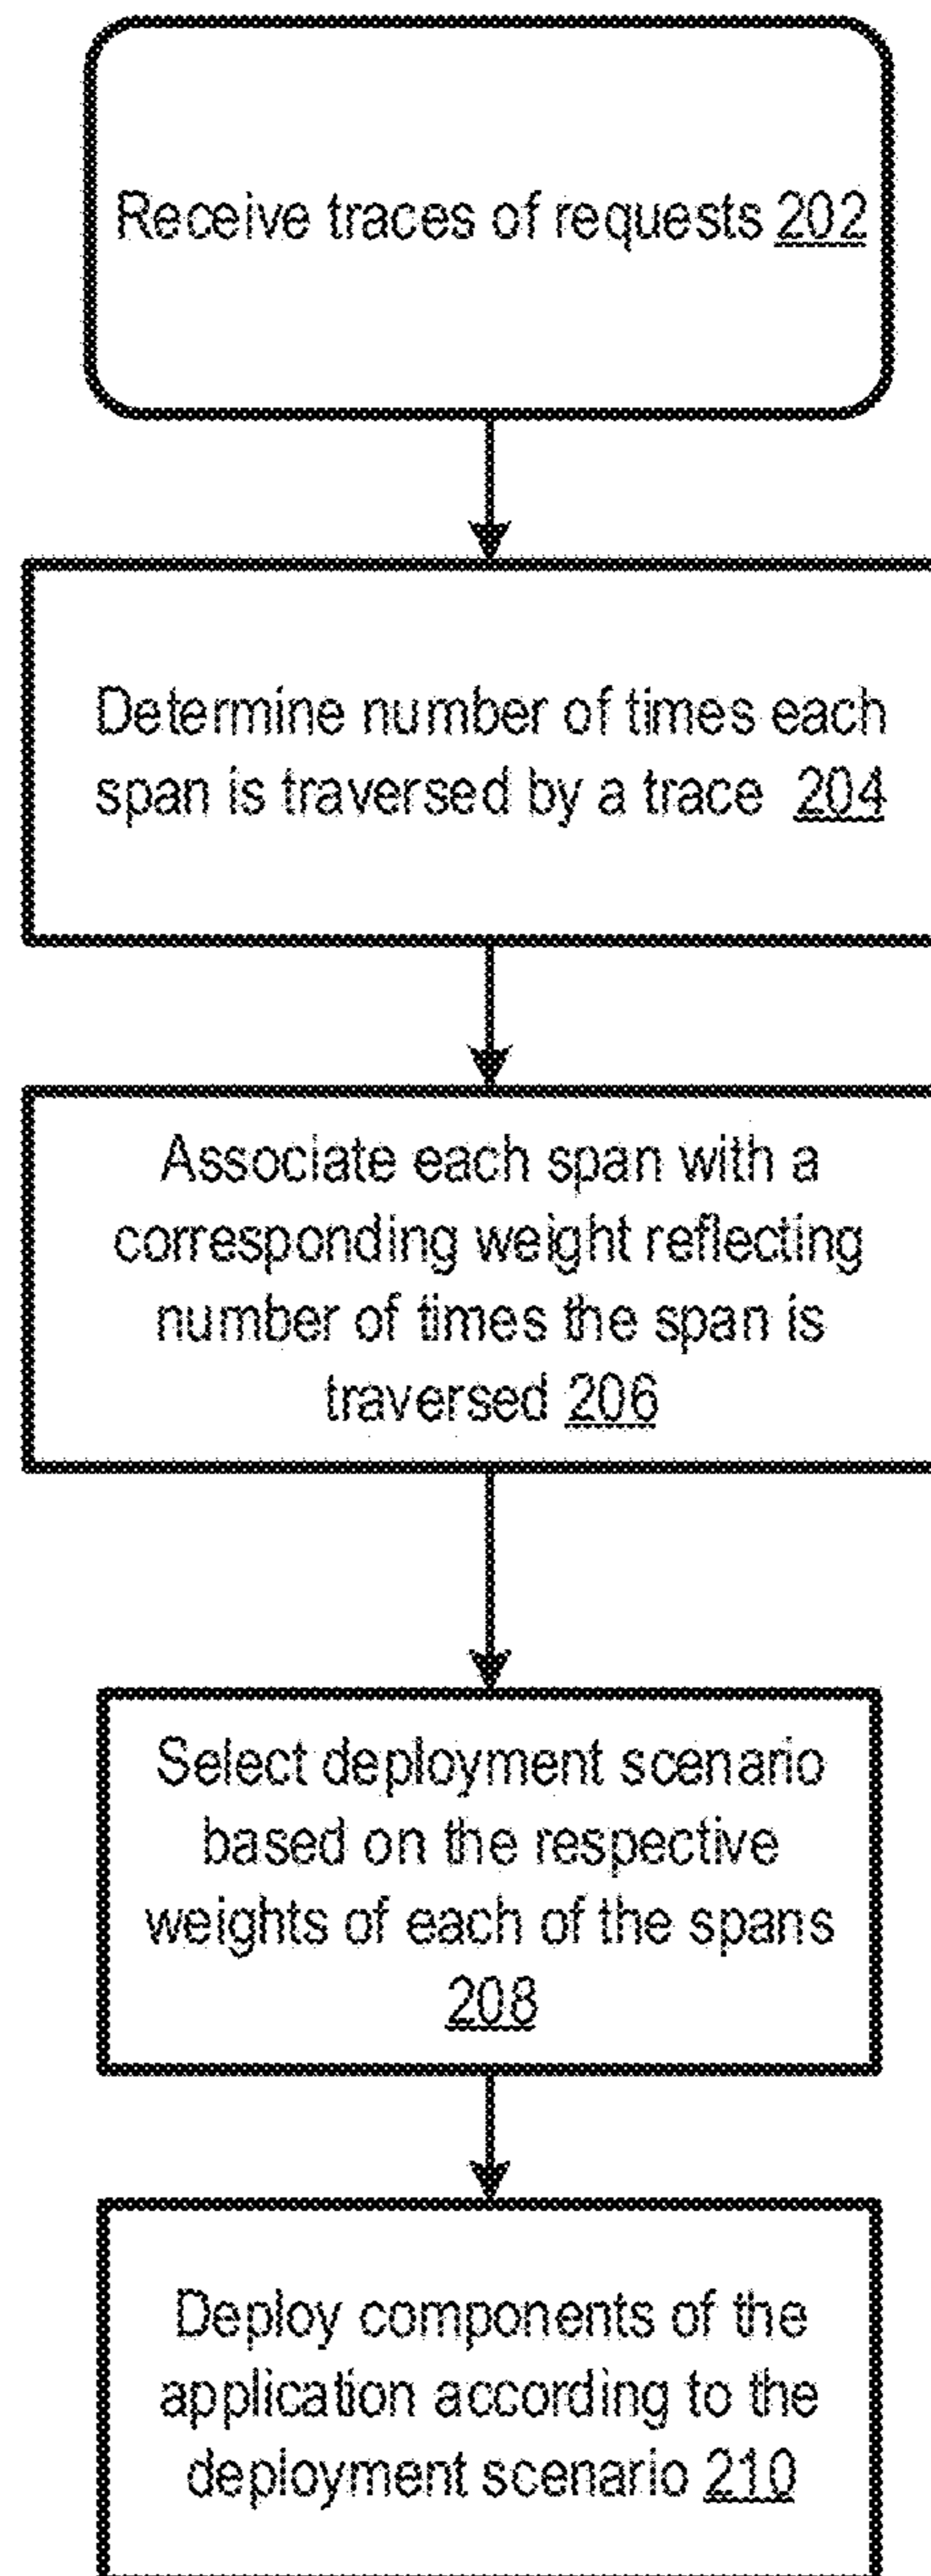 Receive traces of requests 202
Determine number of times each
span is traversed by a trace 204
Associate each span with a
corresponding weight reflecting
number of times the span is
traversed 206
Select deployment scenario
based on the respective
weights of each of the spans
208
Deploy components of the
application according to the
deployment scenario 210